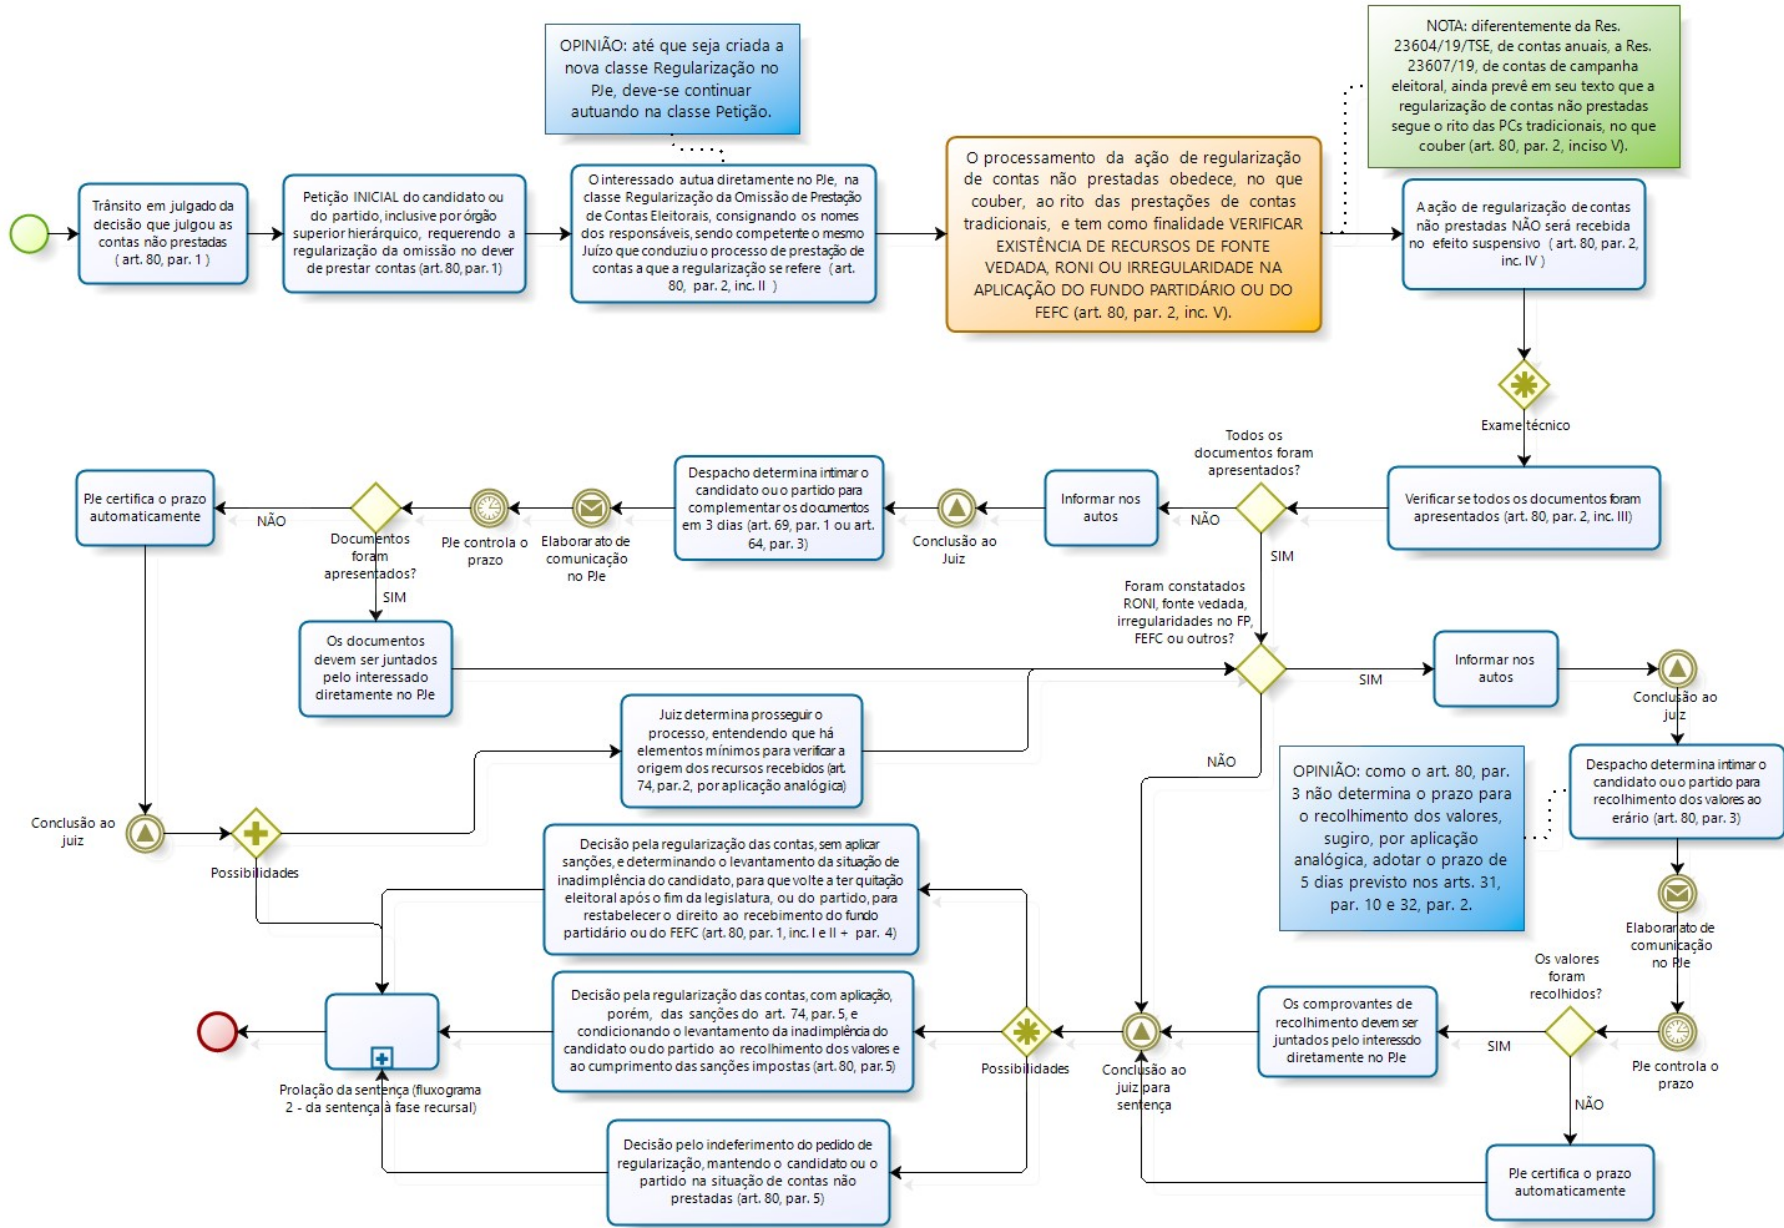 OPINIÃO: até que seja criada a
nova classe Regularização no
PJe, deve-se continuar
autuando na classe Petição.
NOTA: diferentemente da Res.
23604/19/TSE, de contas anuais, a Res.
23607/19, de contas de campanha
eleitoral, ainda prevê em seu texto que a
regularização de contas não prestadas
segue o rito das PCs tradicionais, no que
couber (art. 80, par. 2, inciso V).
Trânsito em julgado da
decisão que julgou as
contas não prestadas
( art. 80, par. 1 )
Petição INICIAL do candidato ou
do partido, inclusive por órgão
superior hierárquico, requerendo a
regularização da omissão no dever
de prestar contas (art. 80, par. 1)
O interessado autua diretamente no PJe, na
classe Regularização da Omissão de Prestação
de Contas Eleitorais, consignando os nomes
dos responsáveis, sendo competente o mesmo
Juízo que conduziu o processo de prestação de
contas a que a regularização se refere ( art.
80, par. 2, inc. II )
O processamento da ação de regularização
de contas não prestadas obedece, no que
couber, ao rito das prestações de contas
tradicionais, e tem como finalidade VERIFICAR
EXISTÊNCIA DE RECURSOS DE FONTE
VEDADA, RONI OU IRREGULARIDADE NA
APLICAÇÃO DO FUNDO PARTIDÁRIO OU DO
FEFC (art. 80, par. 2, inc. V).
A ação de regularização de contas
não prestadas NÃO será recebida
no efeito suspensivo ( art. 80, par. 2,
inc. IV )
Exame técnico
Verificar se todos os documentos foram
apresentados (art. 80, par. 2, inc. III)
Todos os
documentos foram
apresentados?
NÃO
SIM
Informar nos
autos
Conclusão ao
Juiz
Despacho determina intimar o
candidato ou o partido para
complementar os documentos
em 3 dias (art. 69, par. 1 ou art.
64, par. 3)
Elaborar ato de
comunicação
no PJe
PJe controla o
prazo
Documentos
foram
apresentados?
NÃO
SIM
PJe certifica o prazo
automaticamente
Os documentos
devem ser juntados
pelo interessado
diretamente no PJe
Foram constatados
RONI, fonte vedada,
irregularidades no FP,
FEFC ou outros?
SIM
NÃO
Informar nos
autos
Conclusão ao
juiz
Juiz determina prosseguir o
processo, entendendo que há
elementos mínimos para verificar a
origem dos recursos recebidos (art.
74, par. 2, por aplicação analógica)
OPINIÃO: como o art. 80, par.
3 não determina o prazo para
o recolhimento dos valores,
sugiro, por aplicação
analógica, adotar o prazo de
5 dias previsto nos arts. 31,
par. 10 e 32, par. 2.
Despacho determina intimar o
candidato ou o partido para
recolhimento dos valores ao
erário (art. 80, par. 3)
Conclusão ao
juiz
Possibilidades
Decisão pela regularização das contas, sem aplicar
sanções, e determinando o levantamento da situação de
inadimplência do candidato, para que volte a ter quitação
eleitoral após o fim da legislatura, ou do partido, para
restabelecer o direito ao recebimento do fundo
partidário ou do FEFC (art. 80, par. 1, inc. I e II + par. 4)
Elaborar ato de
comunicação
no PJe
Os valores
foram
recolhidos?
Decisão pela regularização das contas, com aplicação,
porém, das sanções do art. 74, par. 5, e
condicionando o levantamento da inadimplência do
candidato ou do partido ao recolhimento dos valores e
ao cumprimento das sanções impostas (art. 80, par. 5)
Possibilidades
Conclusão ao
juiz para
sentença
Os comprovantes de
recolhimento devem ser
juntados pelo interessdo
diretamente no PJe
SIM
NÃO
PJe controla o
prazo
Prolação da sentença (fluxograma
2 - da sentença à fase recursal)
Decisão pelo indeferimento do pedido de
regularização, mantendo o candidato ou o
partido na situação de contas não
prestadas (art. 80, par. 5)
PJe certifica o prazo
automaticamente